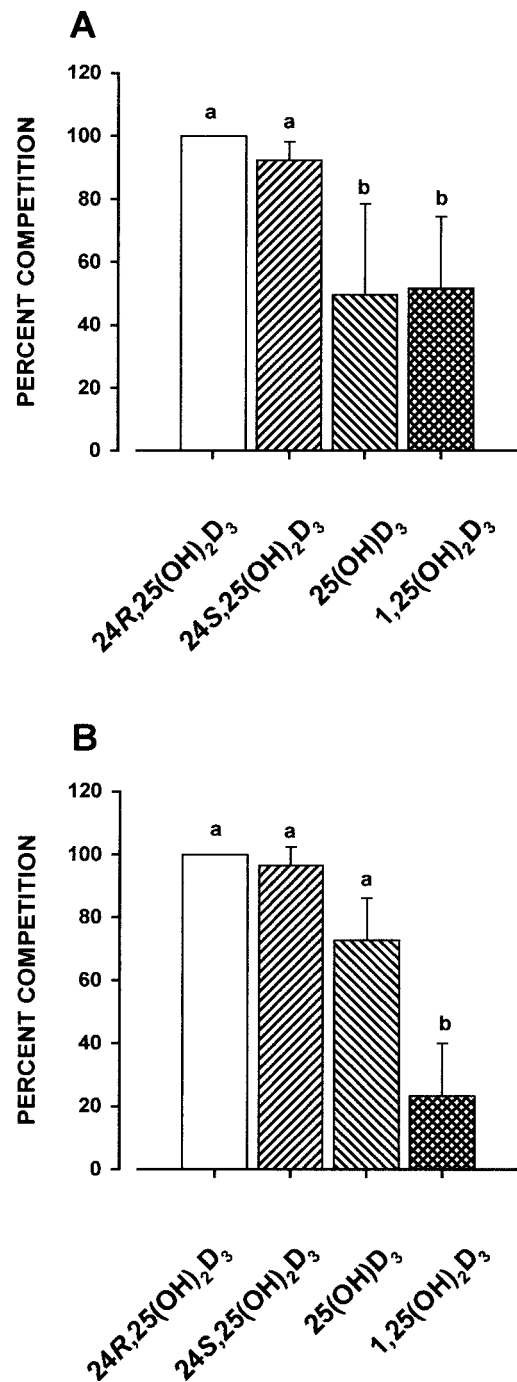 A
PERCENT COMPETITION
120
100
80
60
40
20
0
a
a
b
b
24R,25(OH)₂D₃
24S,25(OH)₂D₃
25(OH)D₃
1,25(OH)₂D₃
B
PERCENT COMPETITION
120
100
80
60
40
20
0
a
a
a
b
24R,25(OH)₂D₃
24S,25(OH)₂D₃
25(OH)D₃
1,25(OH)₂D₃